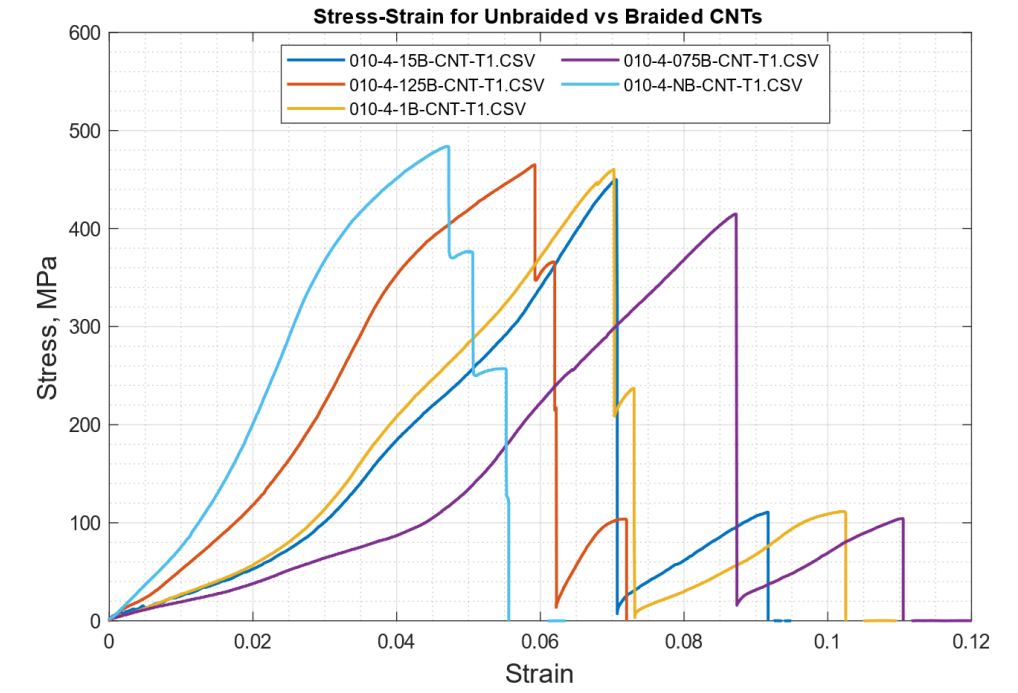 Stress-Strain for Unbraided vs Braided CNTs
600
500
400
300
200
100
0
Stress, MPa
010-4-15B-CNT-T1.CSV
010-4-125B-CNT-T1.CSV
010-4-1B-CNT-T1.CSV
010-4-075B-CNT-T1.CSV
010-4-NB-CNT-T1.CSV
0 0.02 0.04 0.06 0.08 0.1 0.12
Strain